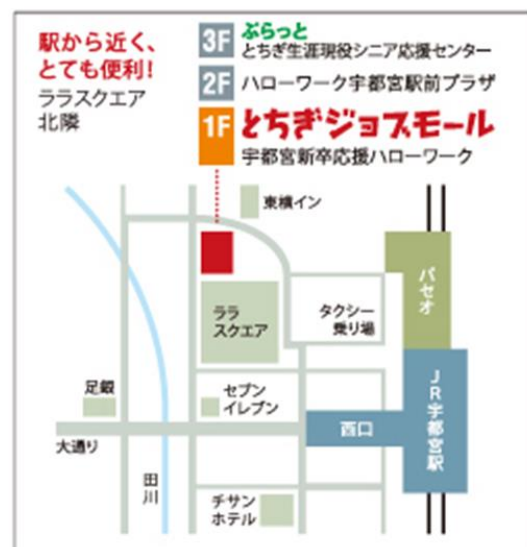 駅から近く、
とても便利!
ララスクエア
北隣
3F ぷらっと
とちぎ生涯現役シニア応援センター
2F ハローワーク宇都宮駅前プラザ
1F とちぎジョブモール
宇都宮新卒応援ハローワーク
東横イン
パセオ
ララ
スクエア
タクシー
乗り場
足銀
セブン
イレブン
JR宇都宮駅
西口
大通り
田川
チサン
ホテル